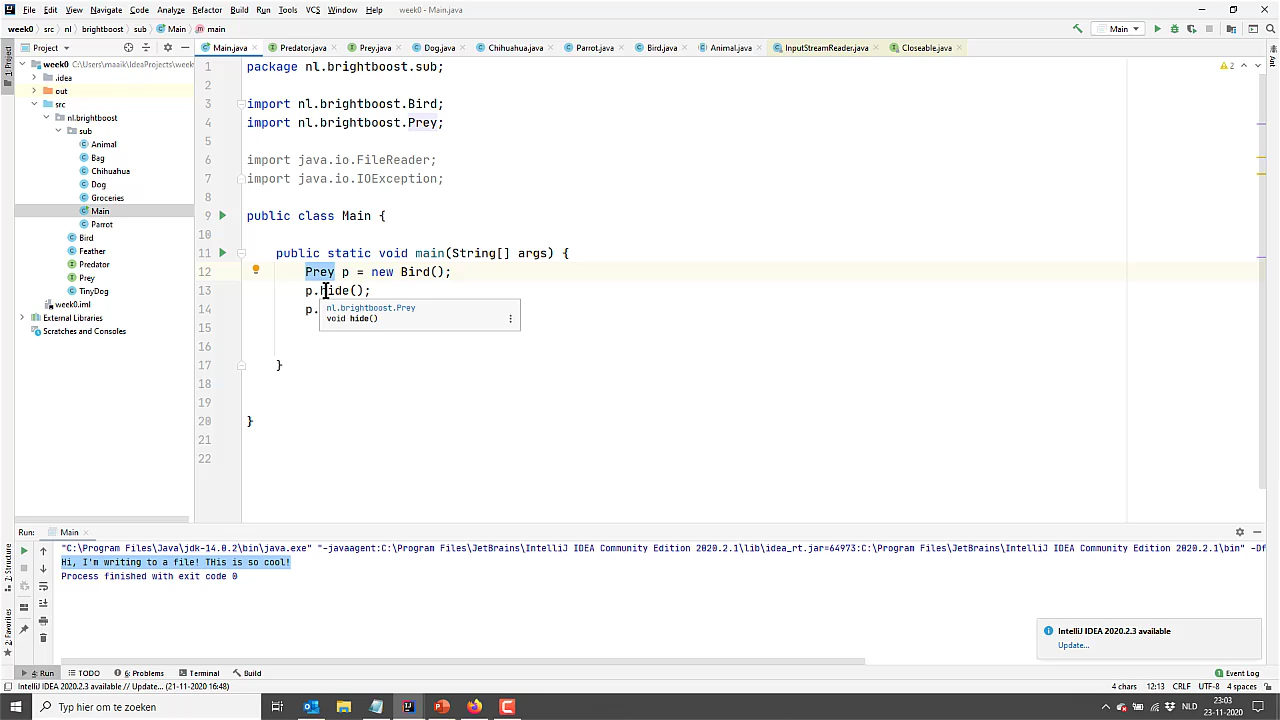 File Edit View Navigate Code Analyze Refactor Build Run Tools VCS Window Help week0 - Main.java
week0 src nl brightboost sub Main main Main
Project
Main.java Predator.java Prey.java Dog.java Chihuahua.java Parrot.java Bird.java Animal.java InputStreamReader.java Closeable.java
1: Project
Ant
week0 C:\Users\maaik\IdeaProjects\week
.idea
out
src
nl.brightboost
sub
Animal
Bag
Chihuahua
Dog
Groceries
Main
Parrot
Bird
Feather
Predator
Prey
TinyDog
week0.iml
External Libraries
Scratches and Consoles
2
1 package nl.brightboost.sub;
2
3 import nl.brightboost.Bird;
4 import nl.brightboost.Prey;
5
6 import java.io.FileReader;
7 import java.io.IOException;
8
9 public class Main {
10
11 public static void main(String[] args) {
12 Prey p = new Bird();
13 p.hide();
14 p.
15
16
17 }
18
19
20 }
21
22
nl.brightboost.Prey
void hide()
Run: Main
"C:\Program Files\Java\jdk-14.0.2\bin\java.exe" "-javaagent:C:\Program Files\JetBrains\IntelliJ IDEA Community Edition 2020.2.1\lib\idea_rt.jar=64973:C:\Program Files\JetBrains\IntelliJ IDEA Community Edition 2020.2.1\bin" -Df
Hi, I'm writing to a file! THis is so cool!
Process finished with exit code 0
7: Structure
2: Favorites
IntelliJ IDEA 2020.2.3 available
Update...
4: Run TODO 6: Problems Terminal Build Event Log
IntelliJ IDEA 2020.2.3 available // Update... (21-11-2020 16:48) 4 chars 12:13 CRLF UTF-8 4 spaces
Typ hier om te zoeken NLD 23:03
23-11-2020